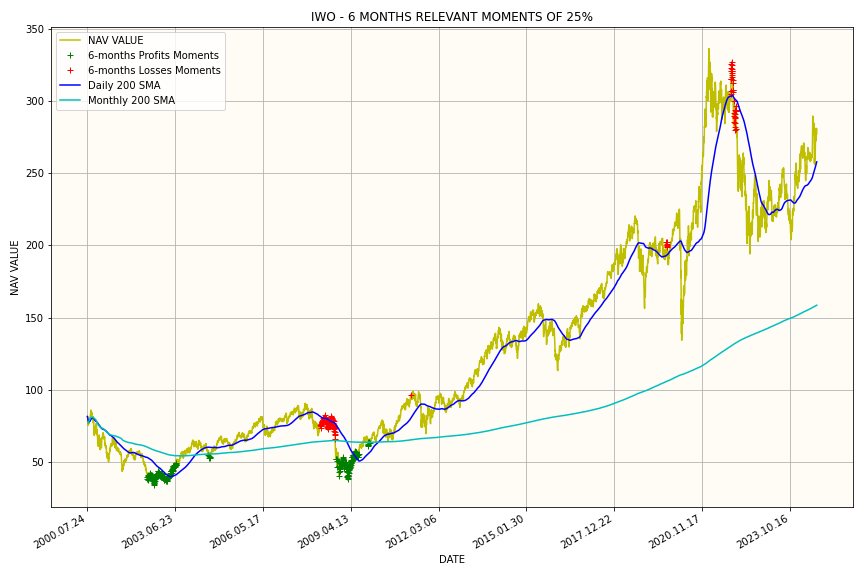 IWO - 6 MONTHS RELEVANT MOMENTS OF 25%
NAV VALUE
6-months Profits Moments
6-months Losses Moments
Daily 200 SMA
Monthly 200 SMA
350
300
250
200
150
100
50
NAV VALUE
2000.07.24
2003.06.23
2006.05.17
2009.04.13
2012.03.06
2015.01.30
2017.12.22
2020.11.17
2023.10.16
DATE